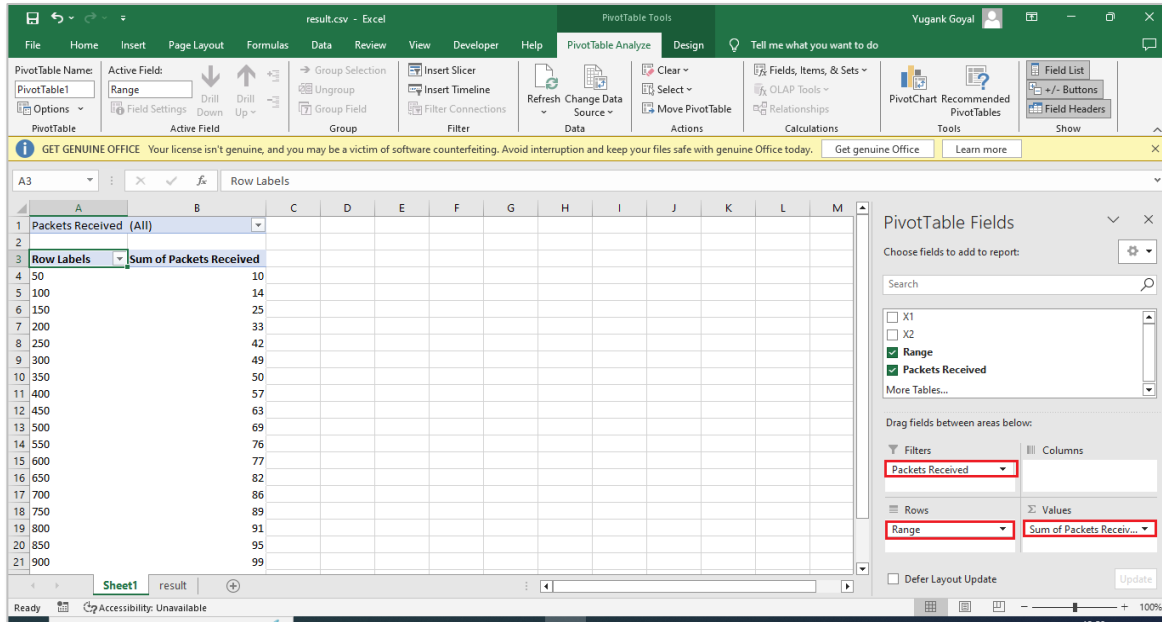 result.csv - Excel
PivotTable Tools
Yugank Goyal
File Home Insert Page Layout Formulas Data Review View Developer Help PivotTable Analyze Design Tell me what you want to do
PivotTable Name:
PivotTable1
Options
PivotTable
Active Field:
Range
Field Settings
Drill Down
Drill Up
Active Field
Group Selection
Ungroup
Group Field
Group
Insert Slicer
Insert Timeline
Filter Connections
Filter
Refresh
Change Data Source
Data
Clear
Select
Move PivotTable
Actions
Fields, Items, & Sets
OLAP Tools
Relationships
Calculations
PivotChart
Recommended PivotTables
Tools
Field List
+/- Buttons
Field Headers
Show
GET GENUINE OFFICE Your license isn't genuine, and you may be a victim of software counterfeiting. Avoid interruption and keep your files safe with genuine Office today. Get genuine Office Learn more
A3 fx Row Labels
A B C D E F G H I J K L M
1 Packets Received (All)
2
3 Row Labels Sum of Packets Received
4 50 10
5 100 14
6 150 25
7 200 33
8 250 42
9 300 49
10 350 50
11 400 57
12 450 63
13 500 69
14 550 76
15 600 77
16 650 82
17 700 86
18 750 89
19 800 91
20 850 95
21 900 99
PivotTable Fields
Choose fields to add to report:
Search
X1
X2
Range
Packets Received
More Tables...
Drag fields between areas below:
Filters
Packets Received
Columns
Rows
Range
Σ Values
Sum of Packets Receiv...
Defer Layout Update Update
Sheet1 result
Ready Accessibility: Unavailable 100%